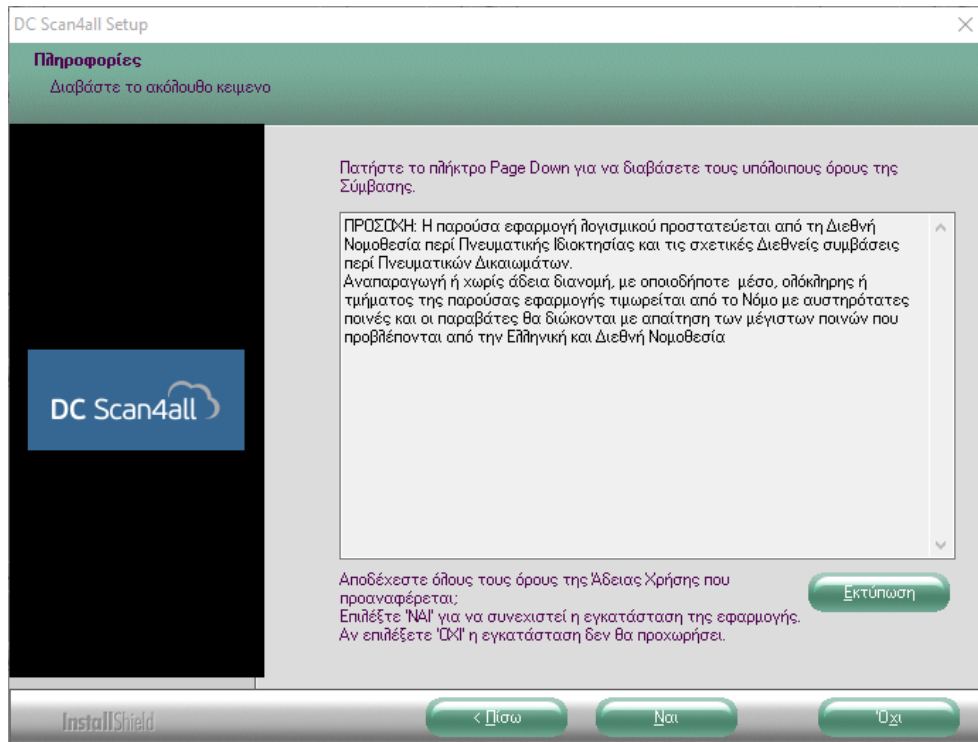 DC Scan4all Setup
Πληροφορίες
Διαβάστε το ακόλουθο κειμενο
Πατήστε το πλήκτρο Page Down για να διαβάσετε τους υπόλοιπους όρους της
Σύμβασης.
ΠΡΟΣΟΧΗ: Η παρούσα εφαρμογή λογισμικού προστατεύεται από τη Διεθνή
Νομοθεσία περί Πνευματικής Ιδιοκτησίας και τις σχετικές Διεθνείς συμβάσεις
περί Πνευματικών Δικαιωμάτων.
Αναπαραγωγή ή χωρίς άδεια διανομή, με οποιοδήποτε μέσο, ολόκληρης ή
τμήματος της παρούσας εφαρμογής τιμωρείται από το Νόμο με αυστηρότατες
ποινές και οι παραβάτες θα διώκονται με απαίτηση των μέγιστων ποινών που
προβλέπονται από την Ελληνική και Διεθνή Νομοθεσία
DC Scan4all
Αποδέχεστε όλους τους όρους της Άδειας Χρήσης που
προαναφέρεται;
Επιλέξτε 'ΝΑΙ' για να συνεχιστεί η εγκατάσταση της εφαρμογής.
Αν επιλέξετε 'ΟΧΙ' η εγκατάσταση δεν θα προχωρήσει.
Εκτύπωση
InstallShield
< Πίσω
Ναι
Όχι